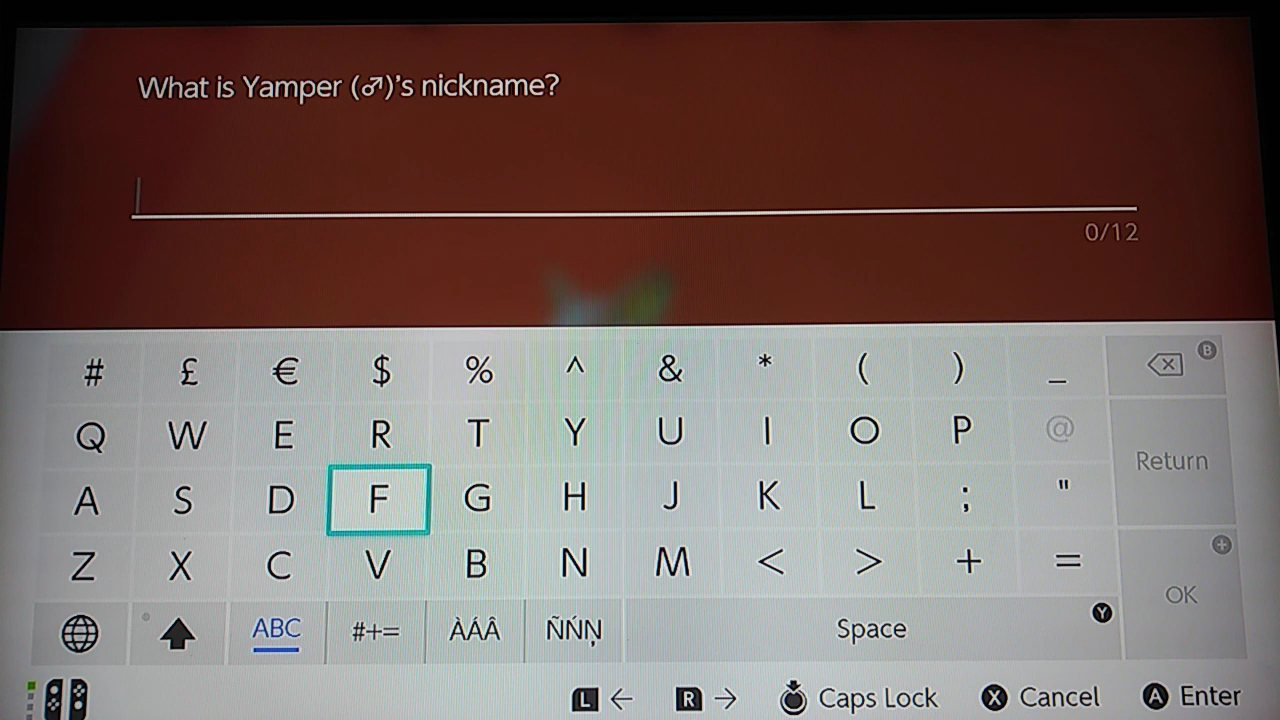 What is Yamper (♂)'s nickname?
0/12
# £ € $ % ^ & * ( ) _ B
Q W E R T Y U I O P @ Return
A S D F G H J K L ; "
Z X C V B N M < > + = + OK
ABC #+= ÀÁÂ ÑŃŅ Space Y
L ← R → Caps Lock X Cancel A Enter